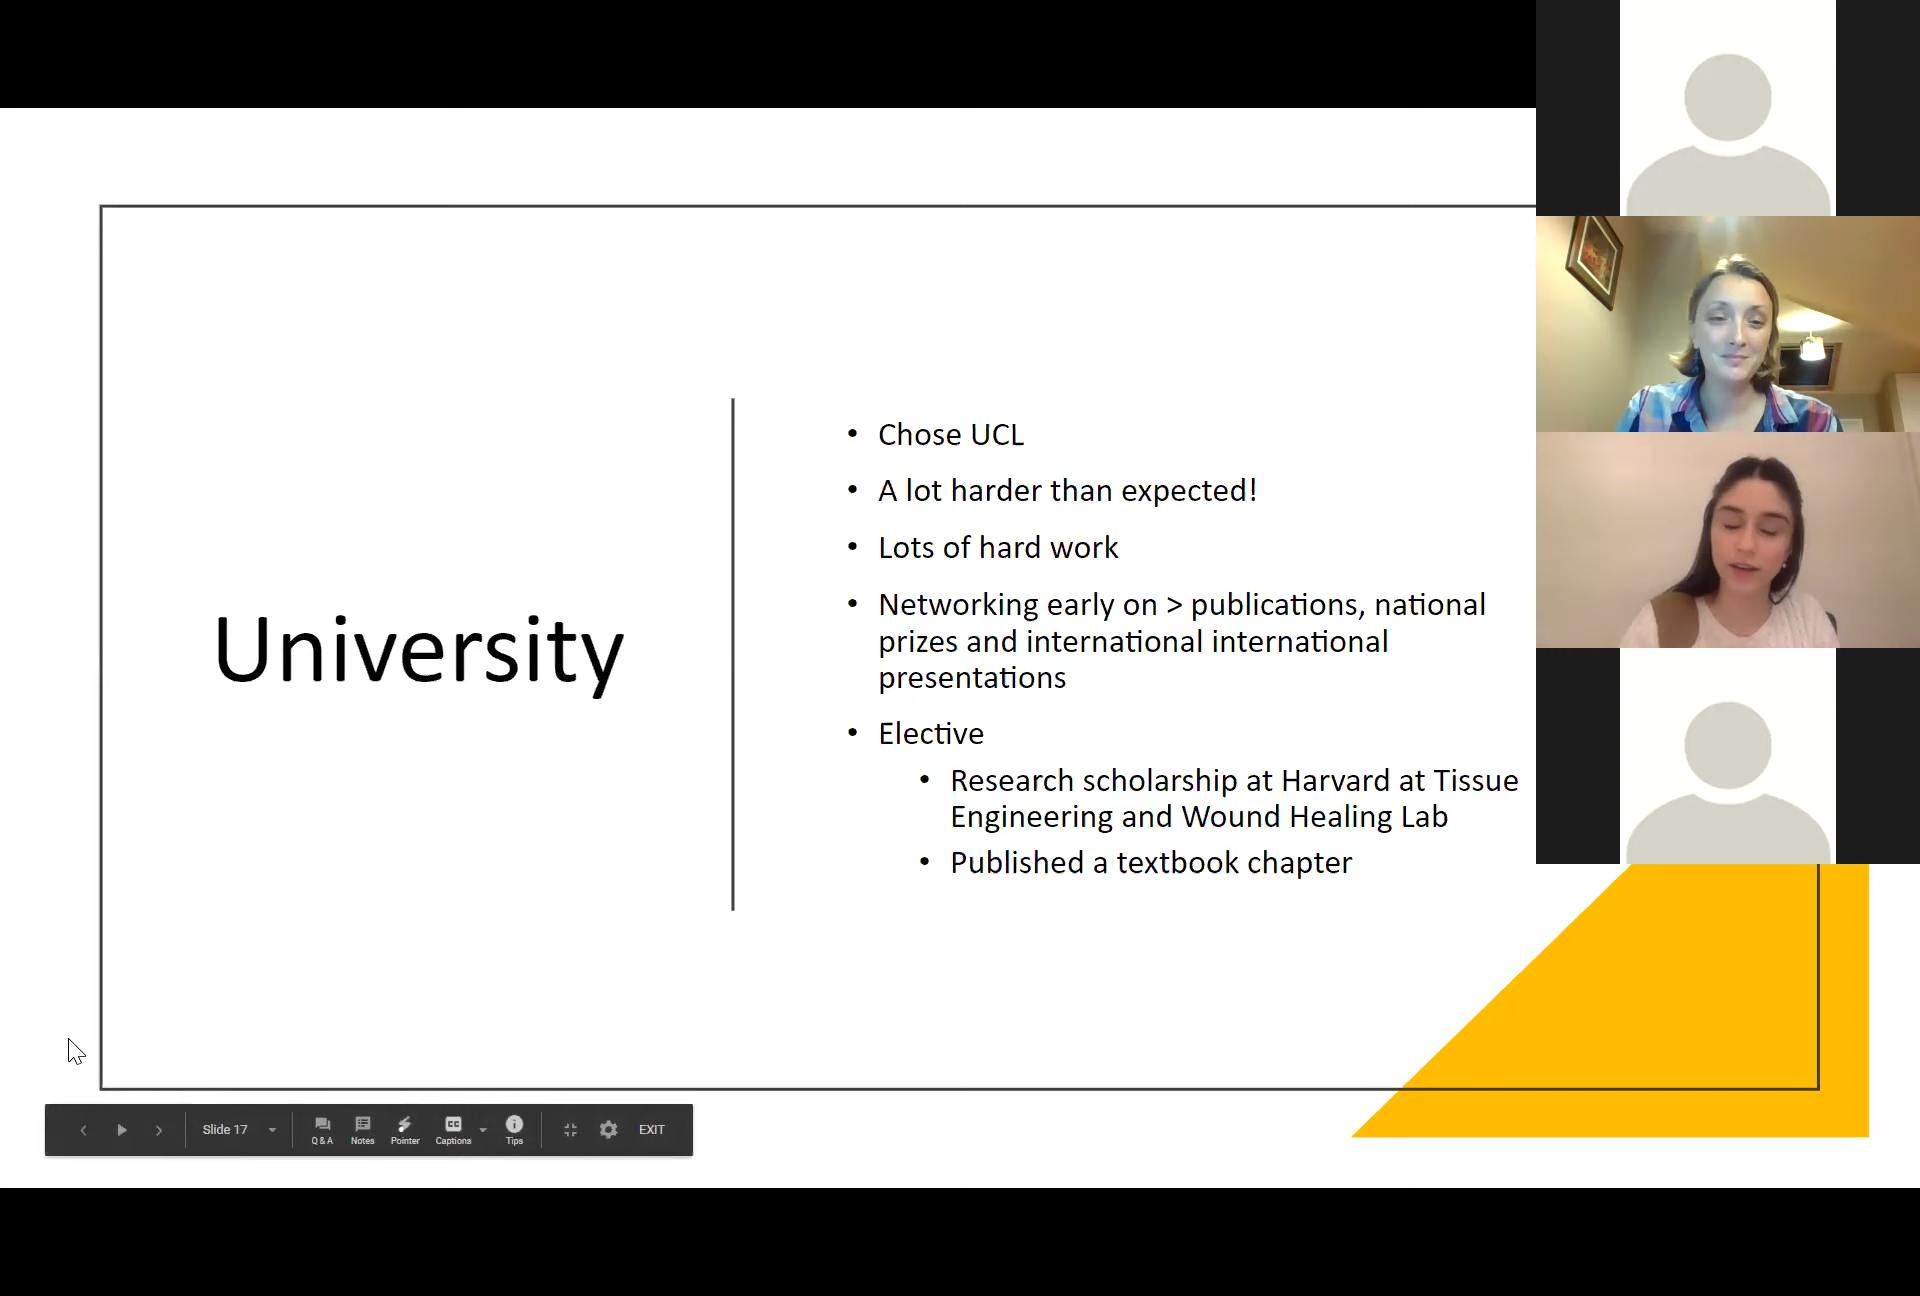 University
• Chose UCL
• A lot harder than expected!
• Lots of hard work
• Networking early on > publications, national
prizes and international international
presentations
• Elective
• Research scholarship at Harvard at Tissue
Engineering and Wound Healing Lab
• Published a textbook chapter
Slide 17
Q & A
Notes
Pointer
CC
Captions
Tips
EXIT